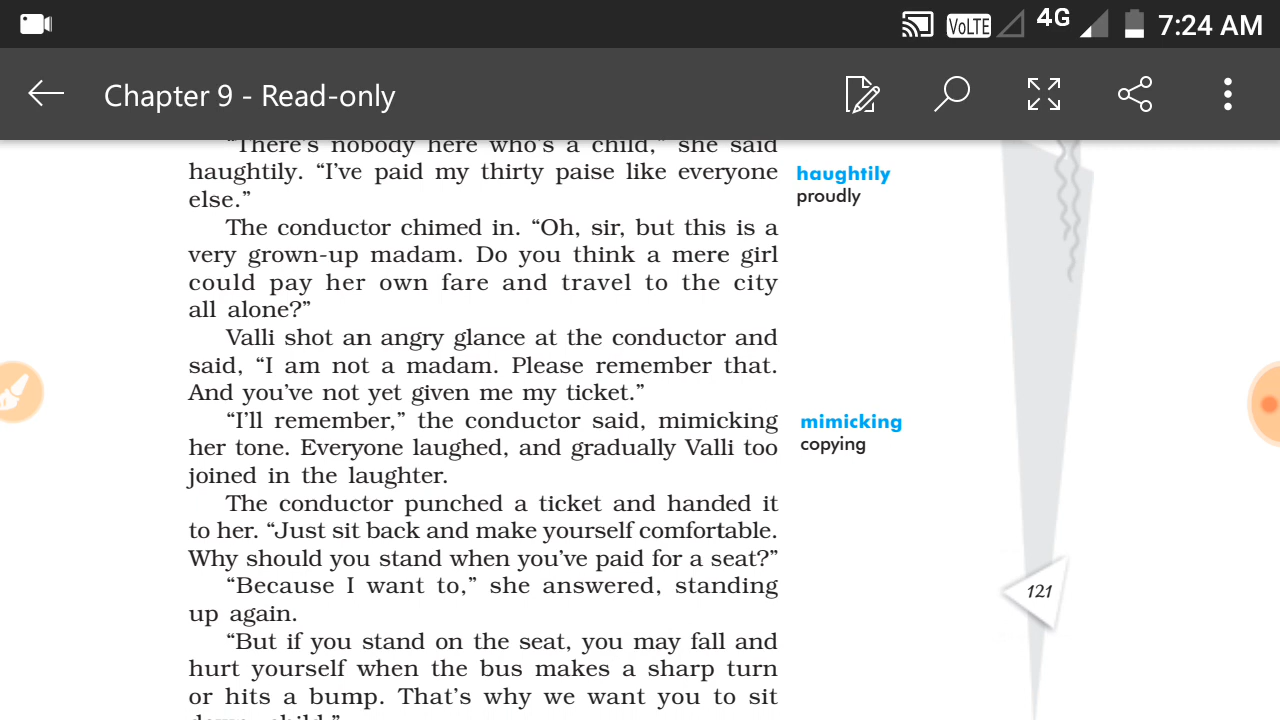 VoLTE 4G 7:24 AM
Chapter 9 - Read-only
“There's nobody here who's a child,” she said
haughtily. “I've paid my thirty paise like everyone
else.”
haughtily
proudly
The conductor chimed in. “Oh, sir, but this is a
very grown-up madam. Do you think a mere girl
could pay her own fare and travel to the city
all alone?”
Valli shot an angry glance at the conductor and
said, “I am not a madam. Please remember that.
And you've not yet given me my ticket.”
“I'll remember,” the conductor said, mimicking
her tone. Everyone laughed, and gradually Valli too
joined in the laughter.
mimicking
copying
The conductor punched a ticket and handed it
to her. “Just sit back and make yourself comfortable.
Why should you stand when you've paid for a seat?”
“Because I want to,” she answered, standing
up again.
“But if you stand on the seat, you may fall and
hurt yourself when the bus makes a sharp turn
or hits a bump. That's why we want you to sit
down, child.”
121